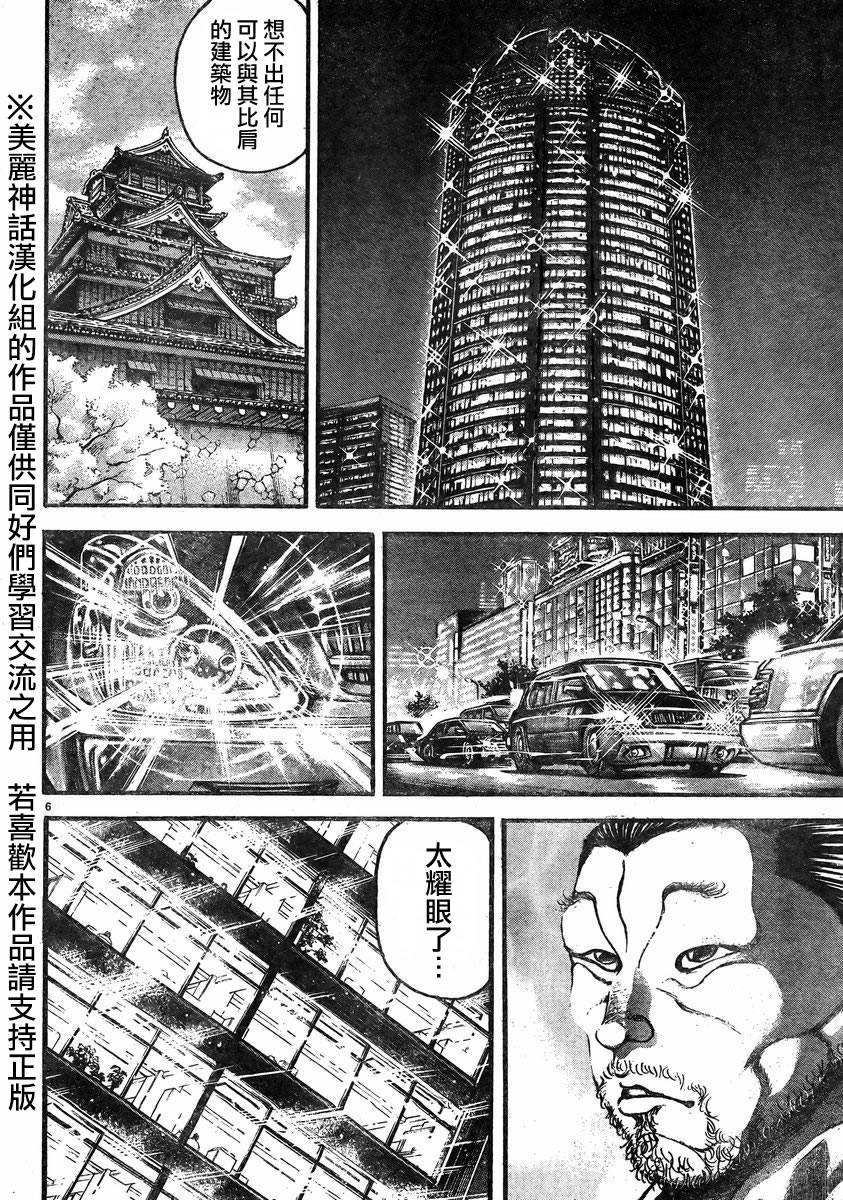 想不出任何
可以與其比肩
的建築物
太耀眼了…
6
※美麗神話漢化組的作品僅供同好們學習交流之用 若喜歡本作品請支持正版